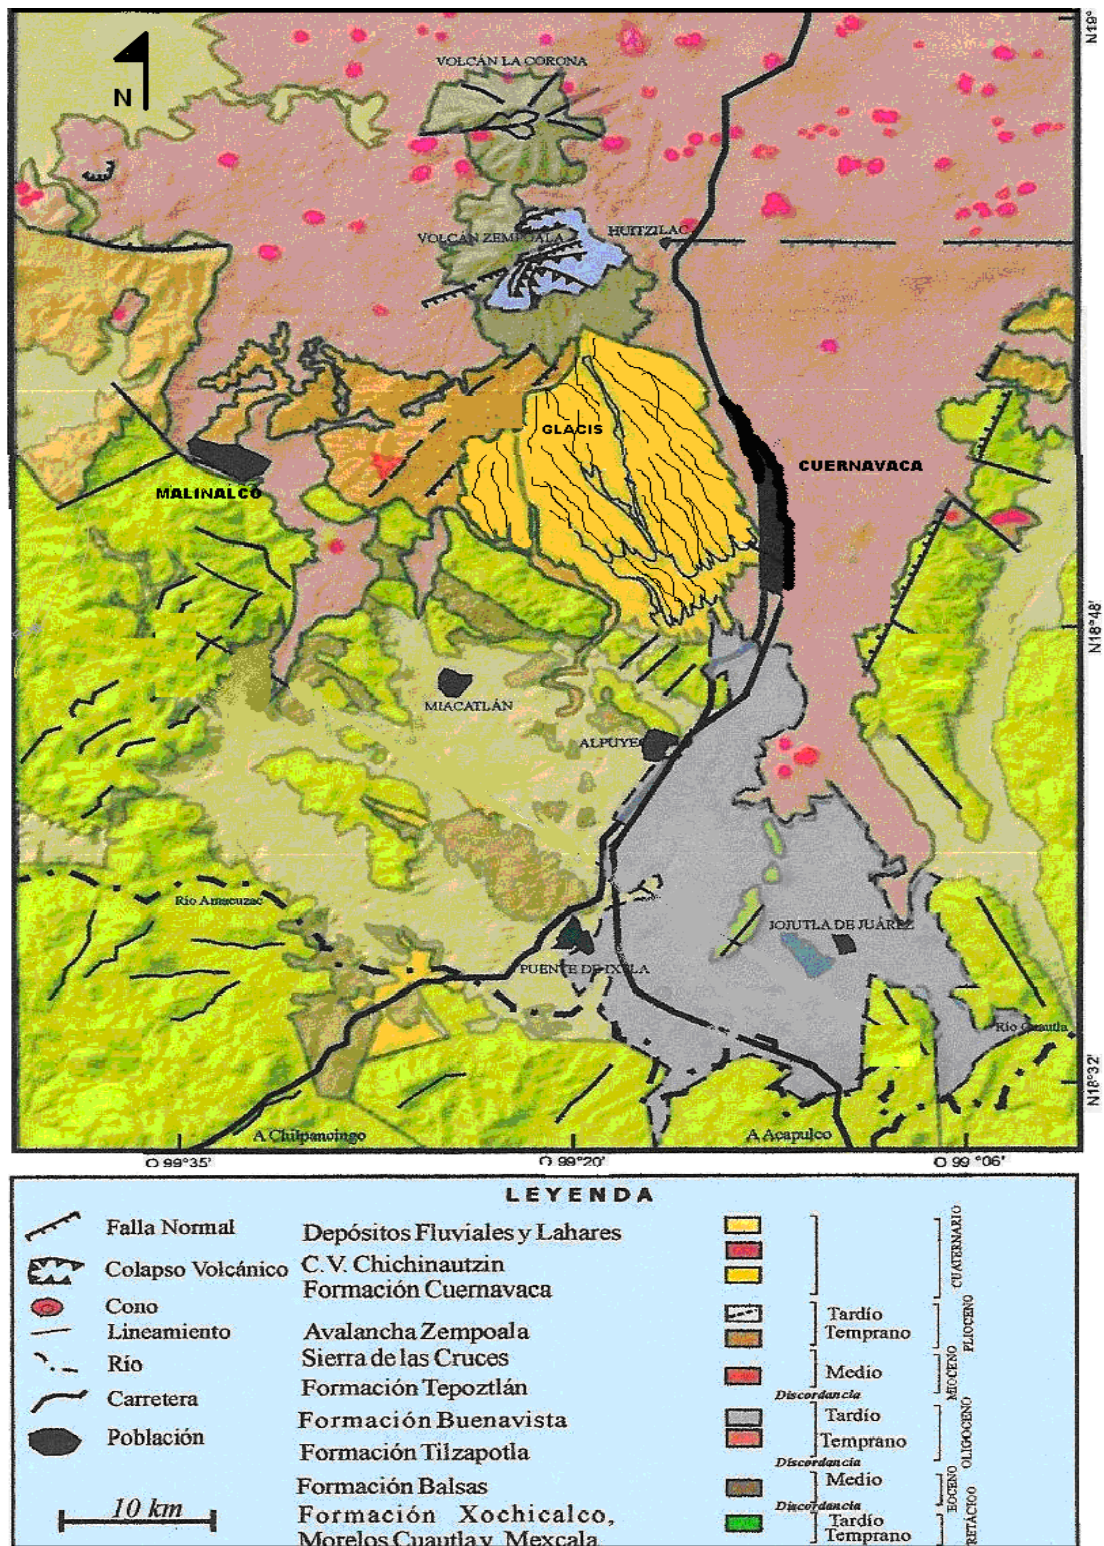 N19°
VOLCÁN LA CORONA
N
VOLCÁN ZEMPOALA
HUITZILAC
GLACIS
CUERNAVACA
MALINALCO
N18°48'
MIACATLÁN
ALPUYE
Río Amacuzac
JOJUTLA DE JUÁREZ
PUENTE DE IXTLA
Río Cuautla
N18°32'
A Chilpancingo
A Acapulco
O 99°35'
O 99°20'
O 99°06'
LEYENDA
Falla Normal
Colapso Volcánico
Cono
Lineamiento
Río
Carretera
Población
10 km
Depósitos Fluviales y Lahares
C.V. Chichinautzin
Formación Cuernavaca
Avalancha Zempoala
Sierra de las Cruces
Formación Tepoztlán
Formación Buenavista
Formación Tilzapotla
Formación Balsas
Formación Xochicalco,
Morelos Cuautla y Mexcala
CUATERNARIO
Tardío
Temprano
PLIOCENO
Medio
MIOCENO
Discordancia
Tardío
Temprano
OLIGOCENO
Discordancia
Medio
EOCENO
Discordancia
Tardío
Temprano
RETÁCICO